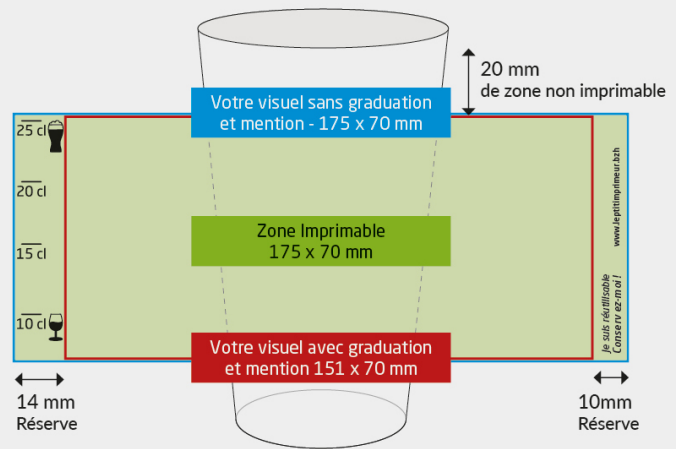 20 mm
de zone non imprimable
Votre visuel sans graduation
et mention - 175 x 70 mm
25 cl
20 cl
15 cl
10 cl
Zone Imprimable
175 x 70 mm
www.leptitimprimeur.bzh
Je suis réutilisable
Conserv ez-moi !
Votre visuel avec graduation
et mention 151 x 70 mm
14 mm
Réserve
10mm
Réserve